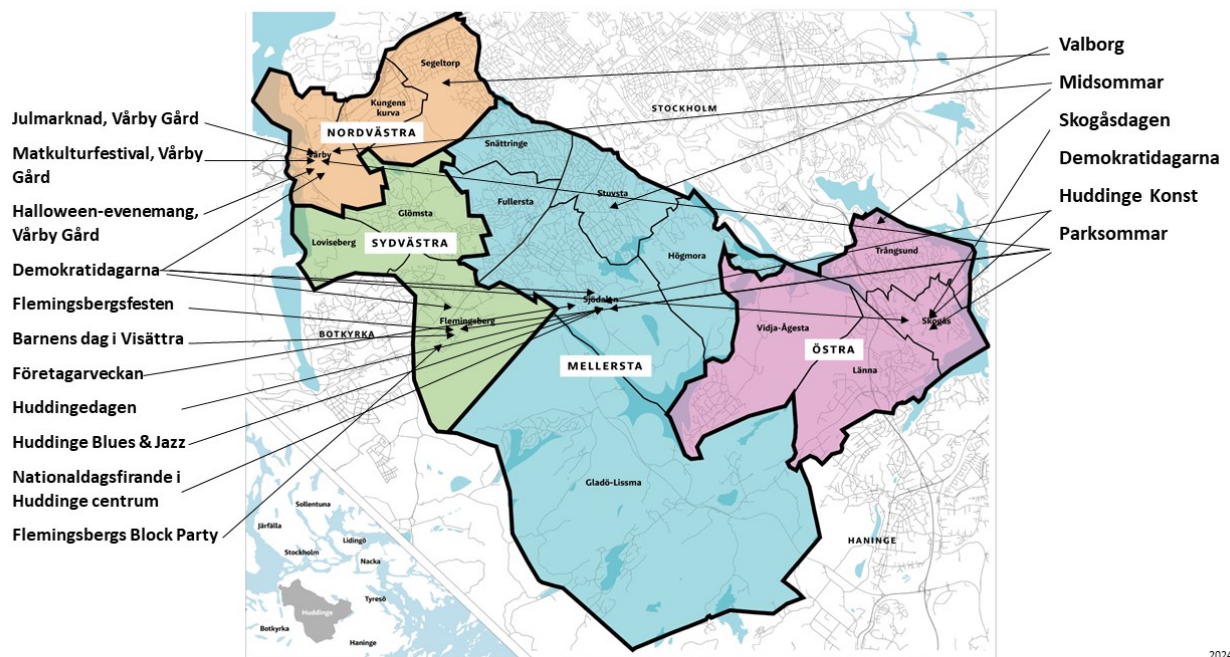 Julmarknad, Vårby Gård
Matkulturfestival, Vårby
Gård
Halloween-evenemang,
Vårby Gård
Demokratidagarna
Flemingsbergsfesten
Barnens dag i Visättra
Företagarveckan
Huddingedagen
Huddinge Blues & Jazz
Nationaldagsfirande i
Huddinge centrum
Flemingsbergs Block Party
Valborg
Midsommar
Skogåsdagen
Demokratidagarna
Huddinge Konst
Parksommar
Segeltorp
Kungens
kurva
NORDVÄSTRA
Vårby
STOCKHOLM
Snättringe
Stuvsta
Fullersta
Glömsta
Loviseberg
SYDVÄSTRA
Högmora
Trångsund
Sjödalen
Flemingsberg
BOTKYRKA
Vidja-Ågesta
Skogås
ÖSTRA
MELLERSTA
Länna
Gladö-Lissma
HANINGE
Sollentuna
Järfälla
Lidingö
Stockholm
Nacka
Tyresö
Huddinge
Botkyrka
Haninge
2024